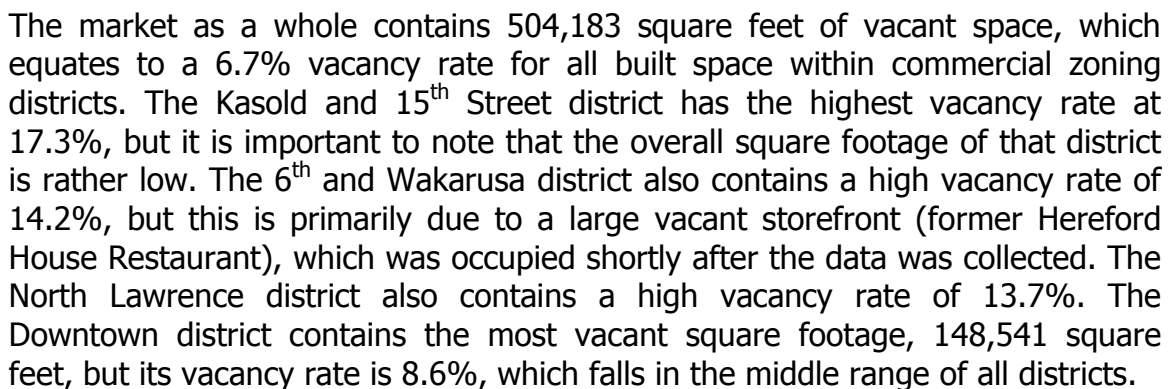 The market as a whole contains 504,183 square feet of vacant space, which
equates to a 6.7% vacancy rate for all built space within commercial zoning
districts. The Kasold and 15th Street district has the highest vacancy rate at
17.3%, but it is important to note that the overall square footage of that district
is rather low. The 6th and Wakarusa district also contains a high vacancy rate of
14.2%, but this is primarily due to a large vacant storefront (former Hereford
House Restaurant), which was occupied shortly after the data was collected. The
North Lawrence district also contains a high vacancy rate of 13.7%. The
Downtown district contains the most vacant square footage, 148,541 square
feet, but its vacancy rate is 8.6%, which falls in the middle range of all districts.